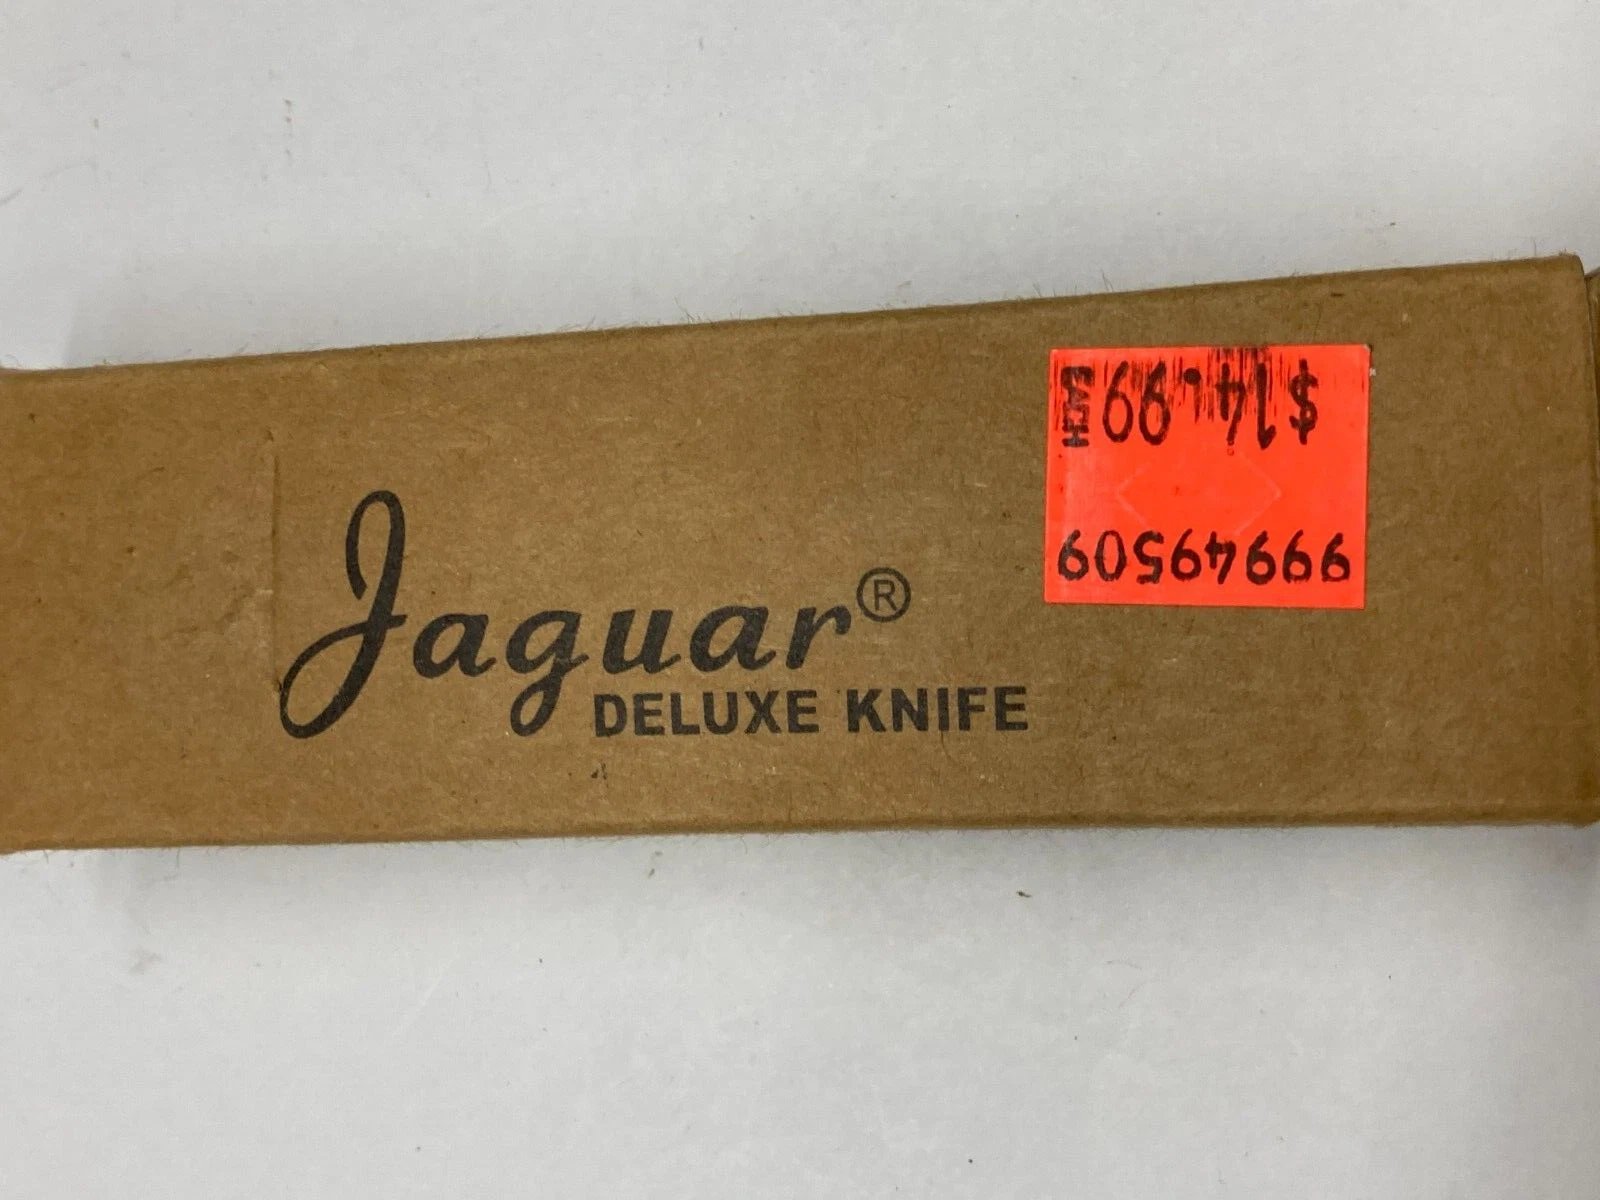 Jaguar®
DELUXE KNIFE
99949509
$14.99 EACH